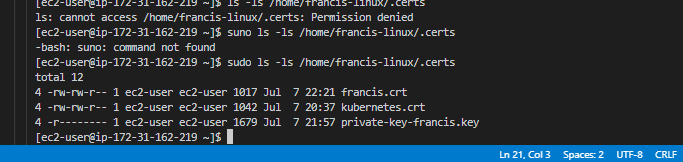 [ec2-user@ip-172-31-162-219 ~]$ ls -ls /home/francis-linux/.certs
ls: cannot access /home/francis-linux/.certs: Permission denied
[ec2-user@ip-172-31-162-219 ~]$ suno ls -ls /home/francis-linux/.certs
-bash: suno: command not found
[ec2-user@ip-172-31-162-219 ~]$ sudo ls -ls /home/francis-linux/.certs
total 12
4 -rw-rw-r-- 1 ec2-user ec2-user 1017 Jul  7 22:21 francis.crt
4 -rw-rw-r-- 1 ec2-user ec2-user 1042 Jul  7 20:37 kubernetes.crt
4 -r-------- 1 ec2-user ec2-user 1679 Jul  7 21:57 private-key-francis.key
[ec2-user@ip-172-31-162-219 ~]$
Ln 21, Col 3 Spaces: 2 UTF-8 CRLF